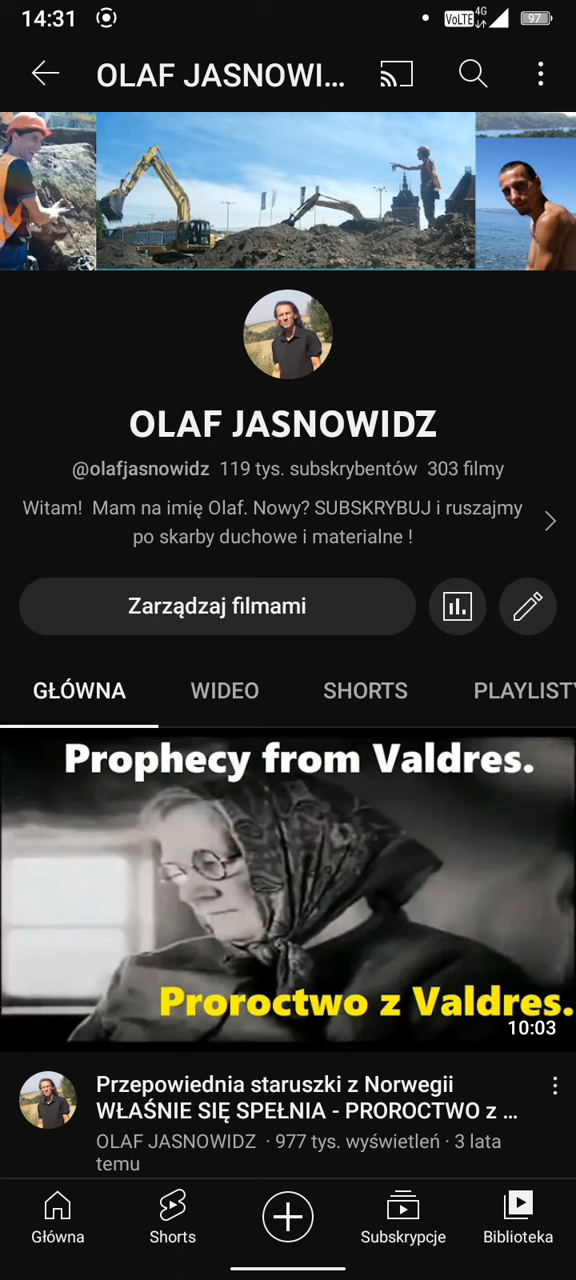 14:31
VoLTE 4G 97
OLAF JASNOWI...
OLAF JASNOWIDZ
@olafjasnowidz 119 tys. subskrybentów 303 filmy
Witam! Mam na imię Olaf. Nowy? SUBSKRYBUJ i ruszajmy
po skarby duchowe i materialne !
Zarządzaj filmami
GŁÓWNA WIDEO SHORTS PLAYLISTY
Prophecy from Valdres.
Proroctwo z Valdres.
10:03
Przepowiednia staruszki z Norwegii
WŁAŚNIE SIĘ SPEŁNIA - PROROCTWO z ...
OLAF JASNOWIDZ · 977 tys. wyświetleń · 3 lata
temu
Główna Shorts Subskrypcje Biblioteka